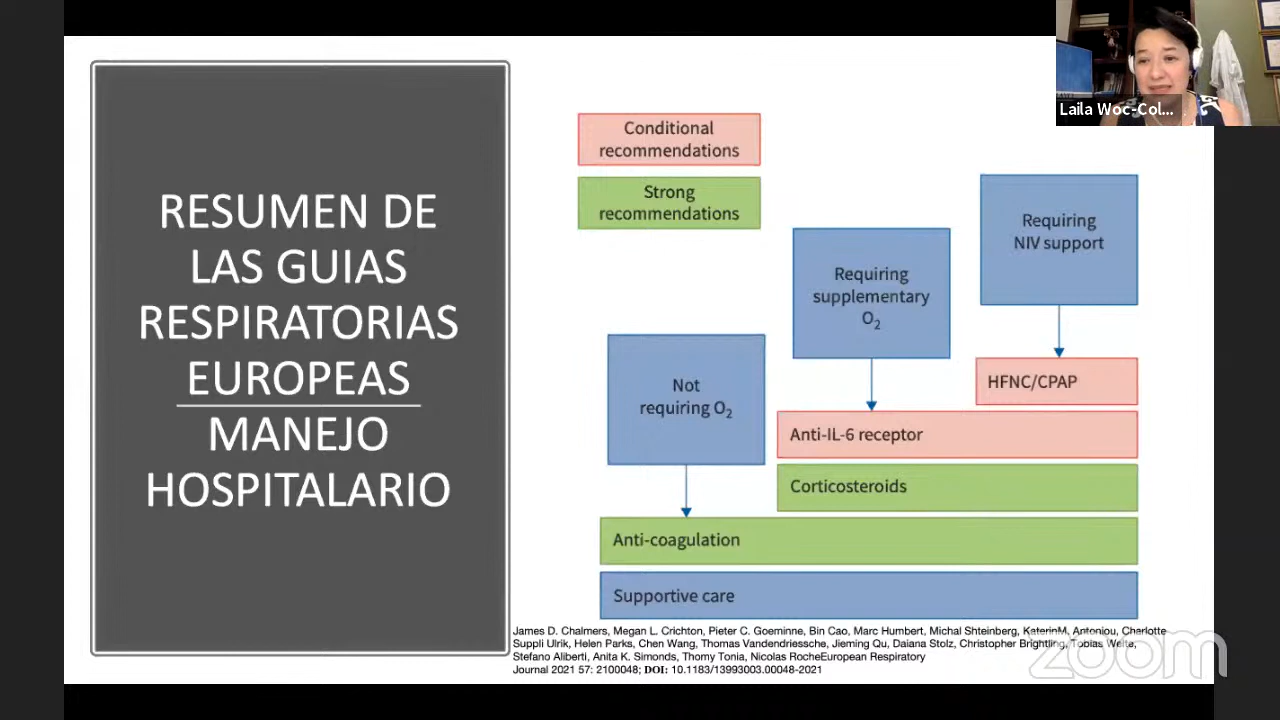 Laila Woc-Col...
RESUMEN DE
LAS GUIAS
RESPIRATORIAS
EUROPEAS
MANEJO
HOSPITALARIO
Conditional
recommendations
Strong
recommendations
Requiring
NIV support
Requiring
supplementary
O₂
Not
requiring O₂
HFNC/CPAP
Anti-IL-6 receptor
Corticosteroids
Anti-coagulation
Supportive care
James D. Chalmers, Megan L. Crichton, Pieter C. Goeminne, Bin Cao, Marc Humbert, Michal Shteinberg, KaterinM, Antoniou, Charlotte
Suppli Ulrik, Helen Parks, Chen Wang, Thomas Vandendriessche, Jieming Qu, Daiana Stolz, Christopher Brightling, Tobias Welte,
Stefano Aliberti, Anita K. Simonds, Thomy Tonia, Nicolas RocheEuropean Respiratory
Journal 2021 57: 2100048; DOI: 10.1183/13993003.00048-2021
zoom